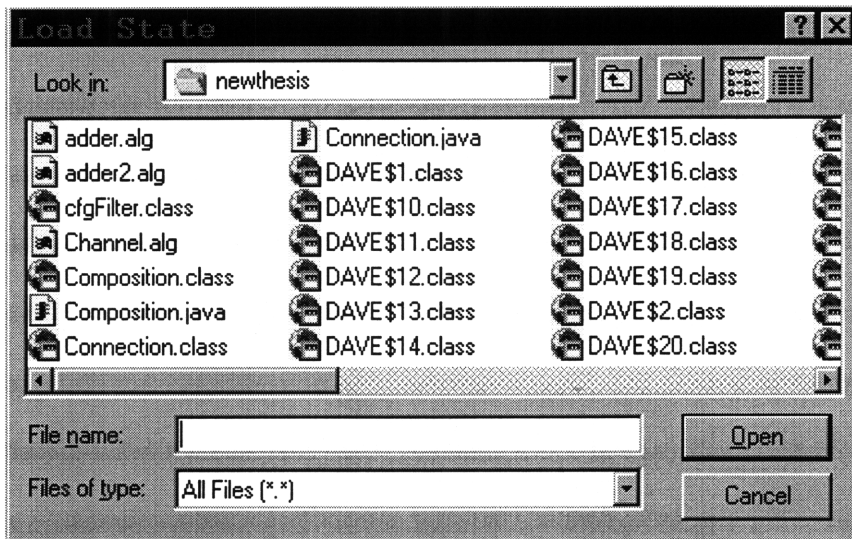 Load State
Look in: newthesis
adder.alg
adder2.alg
cfgFilter.class
Channel.alg
Composition.class
Composition.java
Connection.class
Connection.java
DAVE$1.class
DAVE$10.class
DAVE$11.class
DAVE$12.class
DAVE$13.class
DAVE$14.class
DAVE$15.class
DAVE$16.class
DAVE$17.class
DAVE$18.class
DAVE$19.class
DAVE$2.class
DAVE$20.class
File name:
Open
Files of type: All Files (*.*)
Cancel